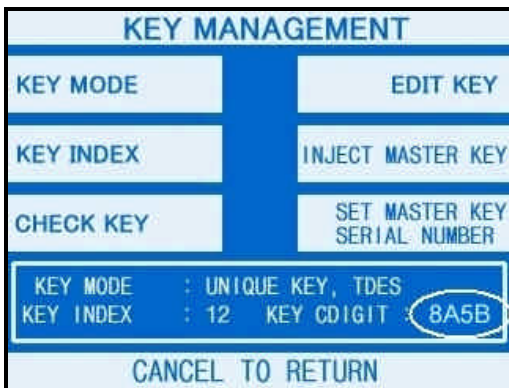 KEY MANAGEMENT
KEY MODE
EDIT KEY
KEY INDEX
INJECT MASTER KEY
CHECK KEY
SET MASTER KEY
SERIAL NUMBER
KEY MODE : UNIQUE KEY, TDES
KEY INDEX : 12 KEY CDIGIT : 8A5B
CANCEL TO RETURN